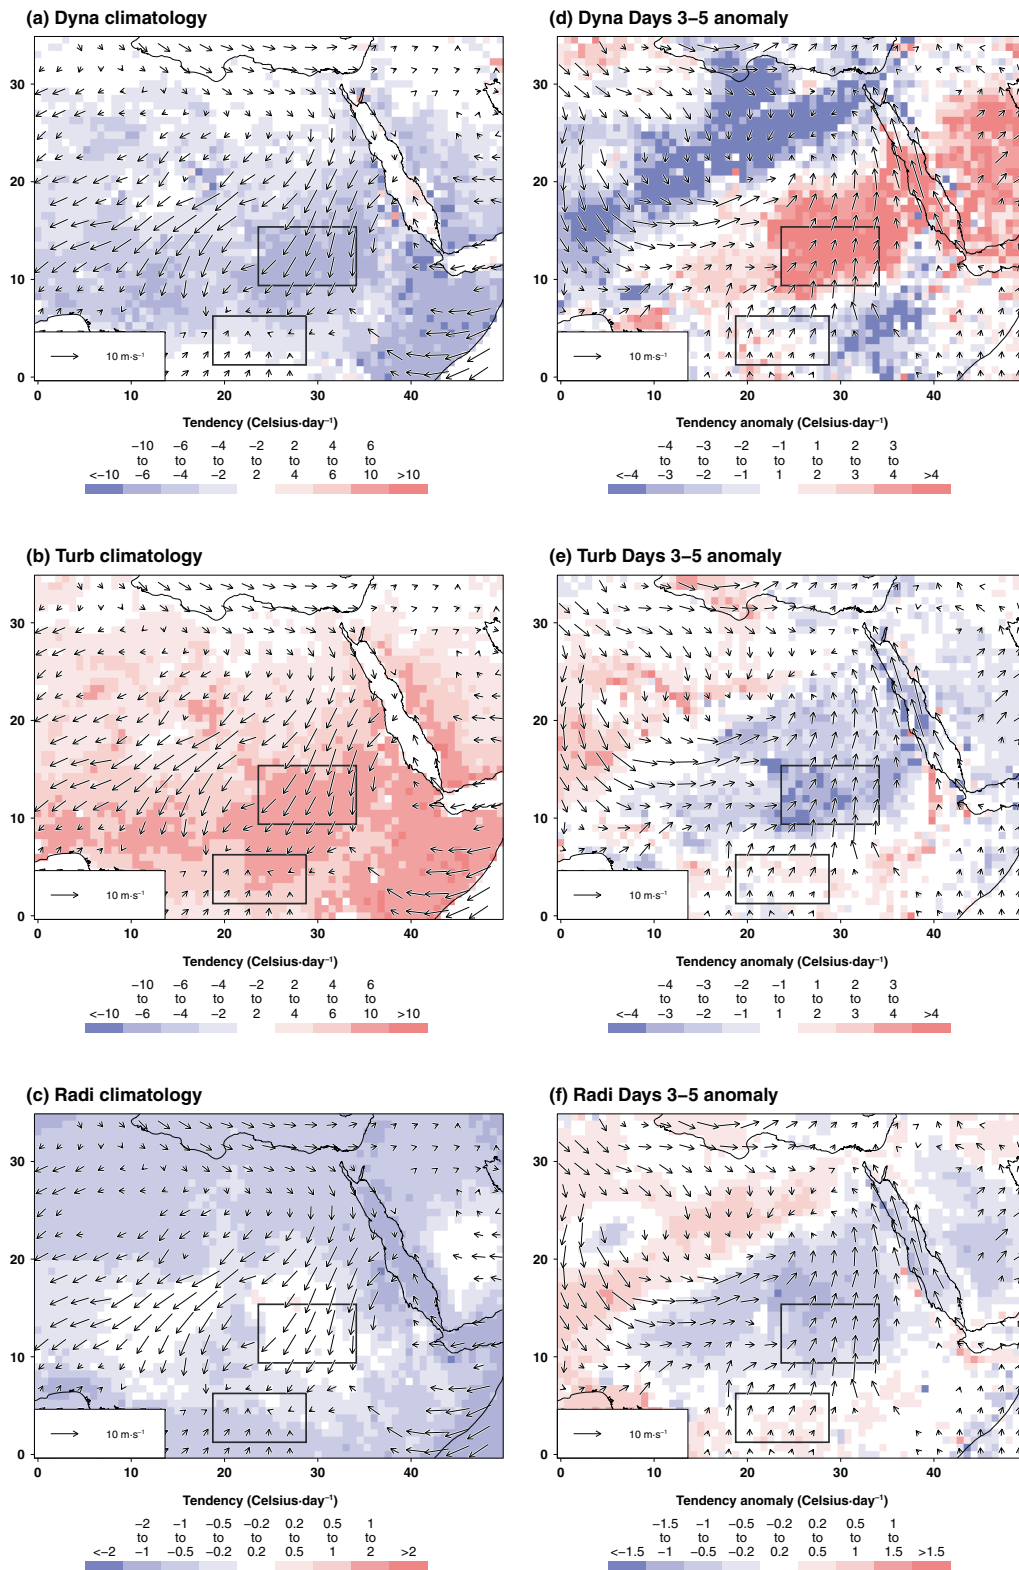 (a) Dyna climatology
30
20
10
0
10 m·s⁻¹
0 10 20 30 40
Tendency (Celsius·day⁻¹)
−10 −6 −4 −2 2 4 6
to to to to to to to
<−10 −6 −4 −2 2 4 6 10 >10
(d) Dyna Days 3−5 anomaly
30
20
10
0
10 m·s⁻¹
0 10 20 30 40
Tendency anomaly (Celsius·day⁻¹)
−4 −3 −2 −1 1 2 3
to to to to to to to
<−4 −3 −2 −1 1 2 3 4 >4
(b) Turb climatology
30
20
10
0
10 m·s⁻¹
0 10 20 30 40
Tendency (Celsius·day⁻¹)
−10 −6 −4 −2 2 4 6
to to to to to to to
<−10 −6 −4 −2 2 4 6 10 >10
(e) Turb Days 3−5 anomaly
30
20
10
0
10 m·s⁻¹
0 10 20 30 40
Tendency anomaly (Celsius·day⁻¹)
−4 −3 −2 −1 1 2 3
to to to to to to to
<−4 −3 −2 −1 1 2 3 4 >4
(c) Radi climatology
30
20
10
0
10 m·s⁻¹
0 10 20 30 40
Tendency (Celsius·day⁻¹)
−2 −1 −0.5 −0.2 0.2 0.5 1
to to to to to to to
<−2 −1 −0.5 −0.2 0.2 0.5 1 2 >2
(f) Radi Days 3−5 anomaly
30
20
10
0
10 m·s⁻¹
0 10 20 30 40
Tendency anomaly (Celsius·day⁻¹)
−1.5 −1 −0.5 −0.2 0.2 0.5 1
to to to to to to to
<−1.5 −1 −0.5 −0.2 0.2 0.5 1 1.5 >1.5